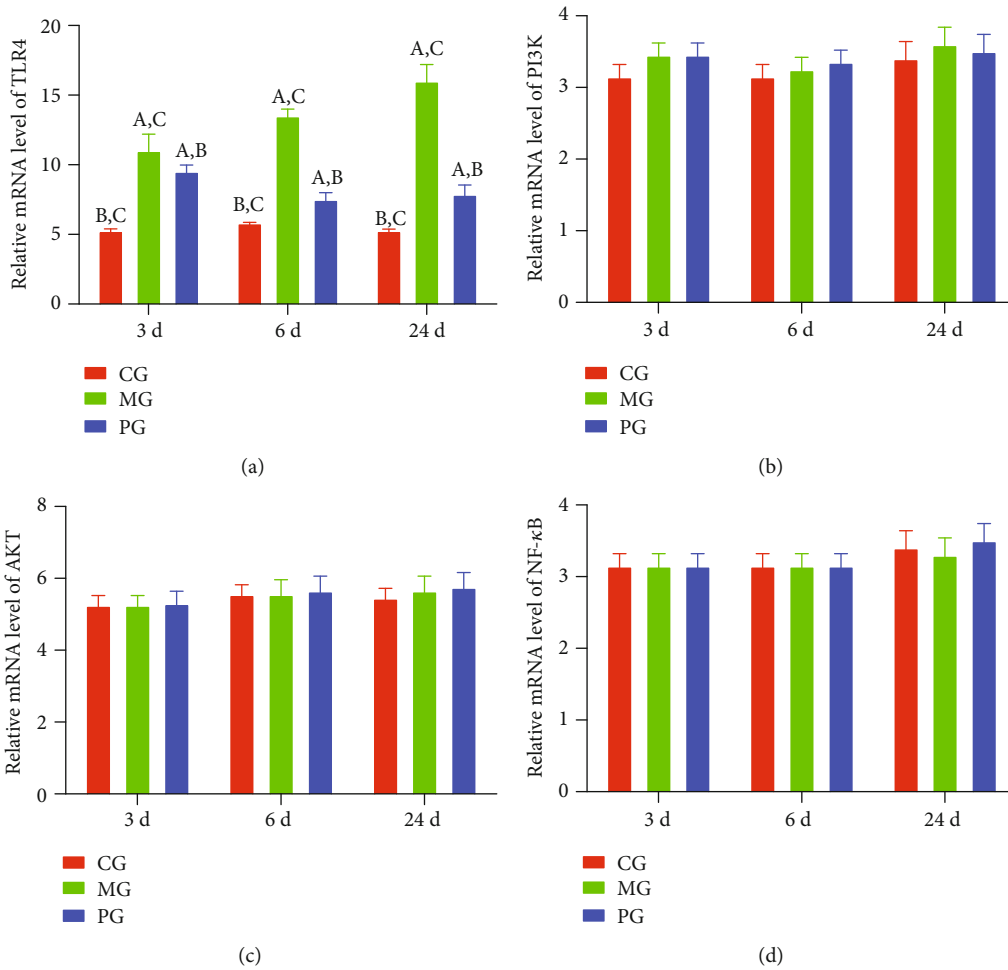 Relative mRNA level of TLR4
20
15
10
5
0
B,C
A,C
A,B
B,C
A,C
A,B
B,C
A,C
A,B
3 d
6 d
24 d
CG
MG
PG
(a)
Relative mRNA level of PI3K
4
3
2
1
0
3 d
6 d
24 d
CG
MG
PG
(b)
Relative mRNA level of AKT
8
6
4
2
0
3 d
6 d
24 d
CG
MG
PG
(c)
Relative mRNA level of NF-κB
4
3
2
1
0
3 d
6 d
24 d
CG
MG
PG
(d)